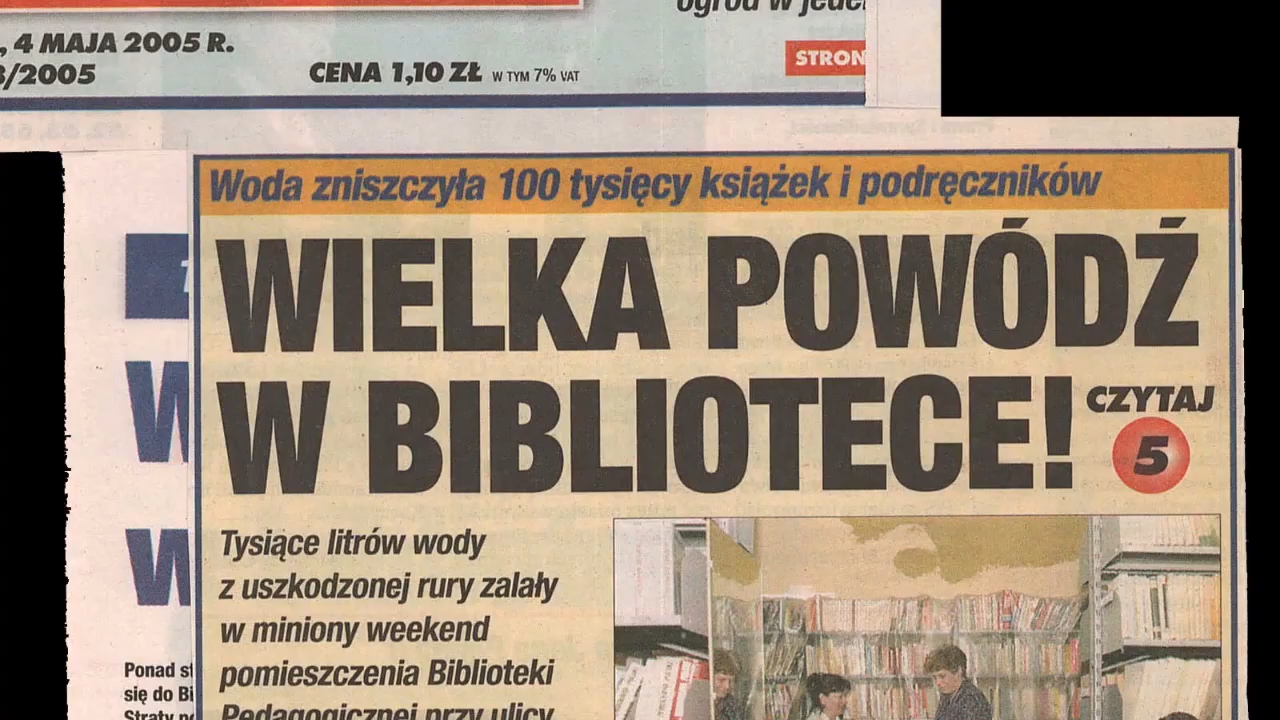 ogród w jede
, 4 MAJA 2005 R.
3/2005
CENA 1,10 ZŁ W TYM 7% VAT
STRON
Woda zniszczyła 100 tysięcy książek i podręczników
WIELKA POWÓDŹ
W BIBLIOTECE!
CZYTAJ
5
Tysiące litrów wody
z uszkodzonej rury zalały
w miniony weekend
pomieszczenia Biblioteki
Pedagogicznej przy ulicy
W
W
Ponad
się do Bi
Straty